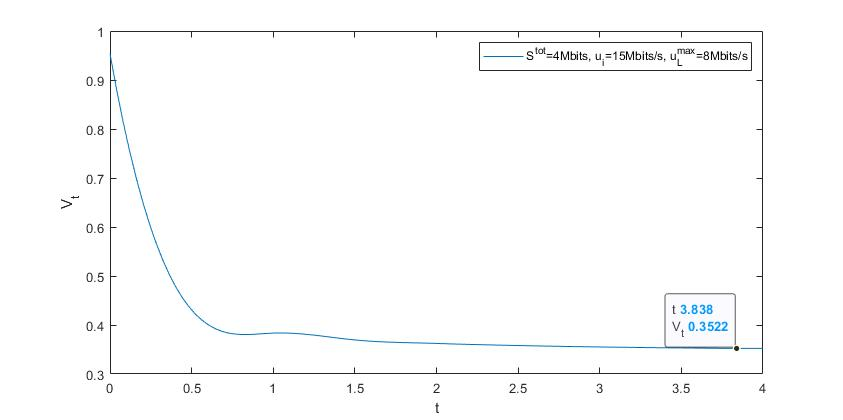 S^tot=4Mbits, u_i=15Mbits/s, u_L^max=8Mbits/s
1
0.9
0.8
0.7
0.6
0.5
0.4
0.3
V_t
t 3.838
V_t 0.3522
0 0.5 1 1.5 2 2.5 3 3.5 4
t